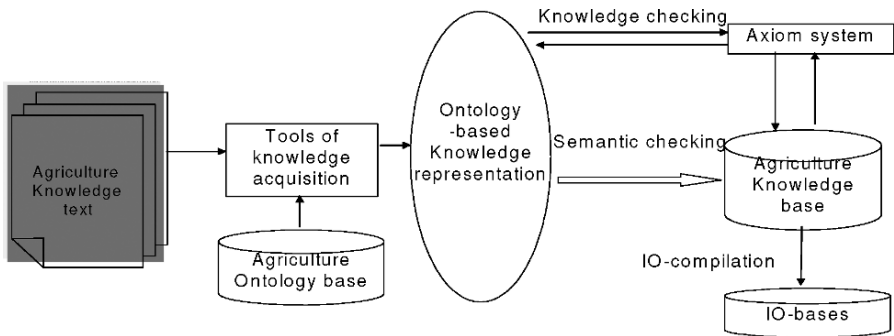 Knowledge checking
Axiom system
Agriculture
Knowledge
text
Tools of
knowledge
acquisition
Ontology
-based
Knowledge
representation
Semantic checking
Agriculture
Knowledge
base
Agriculture
Ontology base
IO-compilation
IO-bases